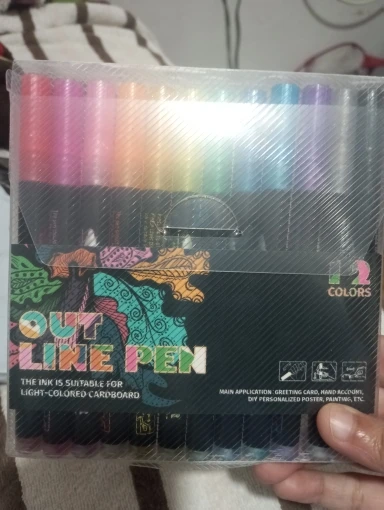 12
COLORS
OUT
LINE PEN
THE INK IS SUITABLE FOR
LIGHT-COLORED CARDBOARD
MAIN APPLICATION: GREETING CARD, HAND ACCOUNT,
DIY PERSONALIZED POSTER, PAINTING, ETC.